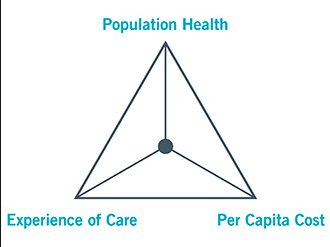 Population Health
Experience of Care
Per Capita Cost